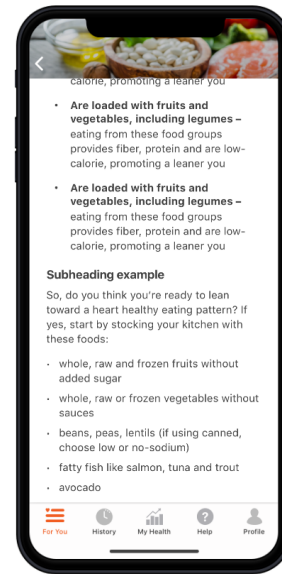 calorie, promoting a leaner you
• Are loaded with fruits and
vegetables, including legumes –
eating from these food groups
provides fiber, protein and are low-
calorie, promoting a leaner you
• Are loaded with fruits and
vegetables, including legumes –
eating from these food groups
provides fiber, protein and are low-
calorie, promoting a leaner you
Subheading example
So, do you think you're ready to lean
toward a heart healthy eating pattern? If
yes, start by stocking your kitchen with
these foods:
• whole, raw and frozen fruits without
added sugar
• whole, raw or frozen vegetables without
sauces
• beans, peas, lentils (if using canned,
choose low or no-sodium)
• fatty fish like salmon, tuna and trout
• avocado
For You History My Health Help Profile